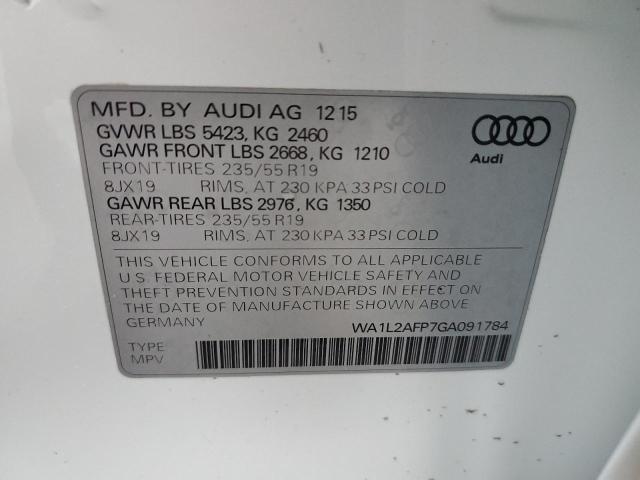 MFD. BY AUDI AG 12 15
GVWR LBS 5423, KG 2460
GAWR FRONT LBS 2668, KG 1210
FRONT-TIRES 235/55 R19
8JX19 RIMS, AT 230 KPA 33 PSI COLD
GAWR REAR LBS 2976, KG 1350
REAR-TIRES 235/55 R19
8JX19 RIMS, AT 230 KPA 33 PSI COLD
Audi
THIS VEHICLE CONFORMS TO ALL APPLICABLE
U.S. FEDERAL MOTOR VEHICLE SAFETY AND
THEFT PREVENTION STANDARDS IN EFFECT ON
THE DATE OF MANUFACTURE SHOWN ABOVE
GERMANY
WA1L2AFP7GA091784
TYPE
MPV